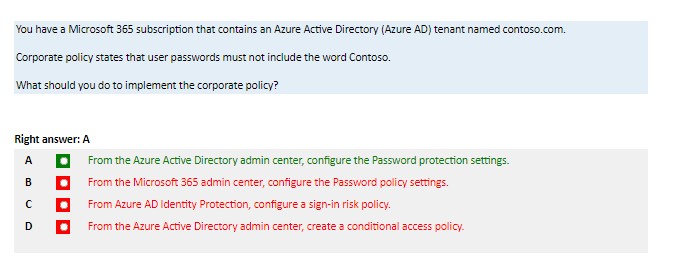 You have a Microsoft 365 subscription that contains an Azure Active Directory (Azure AD) tenant named contoso.com.
Corporate policy states that user passwords must not include the word Contoso.
What should you do to implement the corporate policy?
Right answer: A
A From the Azure Active Directory admin center, configure the Password protection settings.
B From the Microsoft 365 admin center, configure the Password policy settings.
C From Azure AD Identity Protection, configure a sign-in risk policy.
D From the Azure Active Directory admin center, create a conditional access policy.